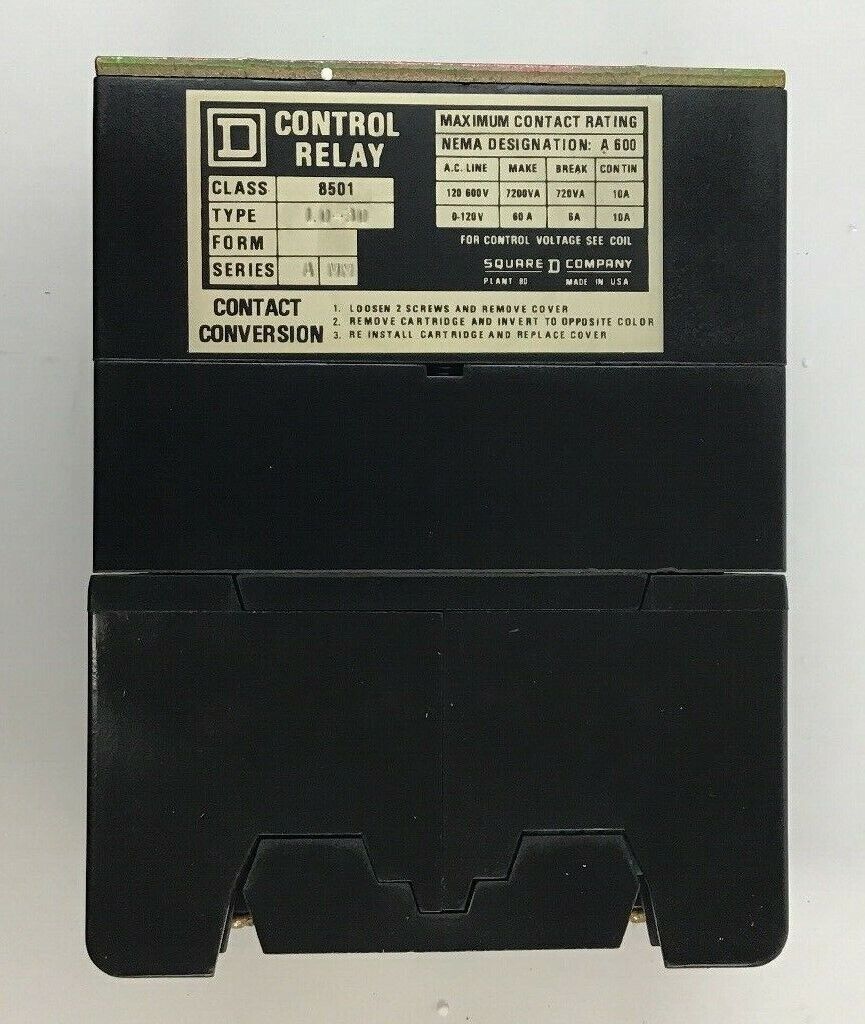 D CONTROL
RELAY
CLASS 8501
TYPE
FORM
SERIES A
MAXIMUM CONTACT RATING
NEMA DESIGNATION: A 600
A.C. LINE MAKE BREAK CONTIN
120 600V 7200VA 720VA 10A
0-120V 60 A 6A 10A
FOR CONTROL VOLTAGE SEE COIL
SQUARE D COMPANY
PLANT 80 MADE IN USA
CONTACT
CONVERSION
1. LOOSEN 2 SCREWS AND REMOVE COVER
2. REMOVE CARTRIDGE AND INVERT TO OPPOSITE COLOR
3. RE INSTALL CARTRIDGE AND REPLACE COVER